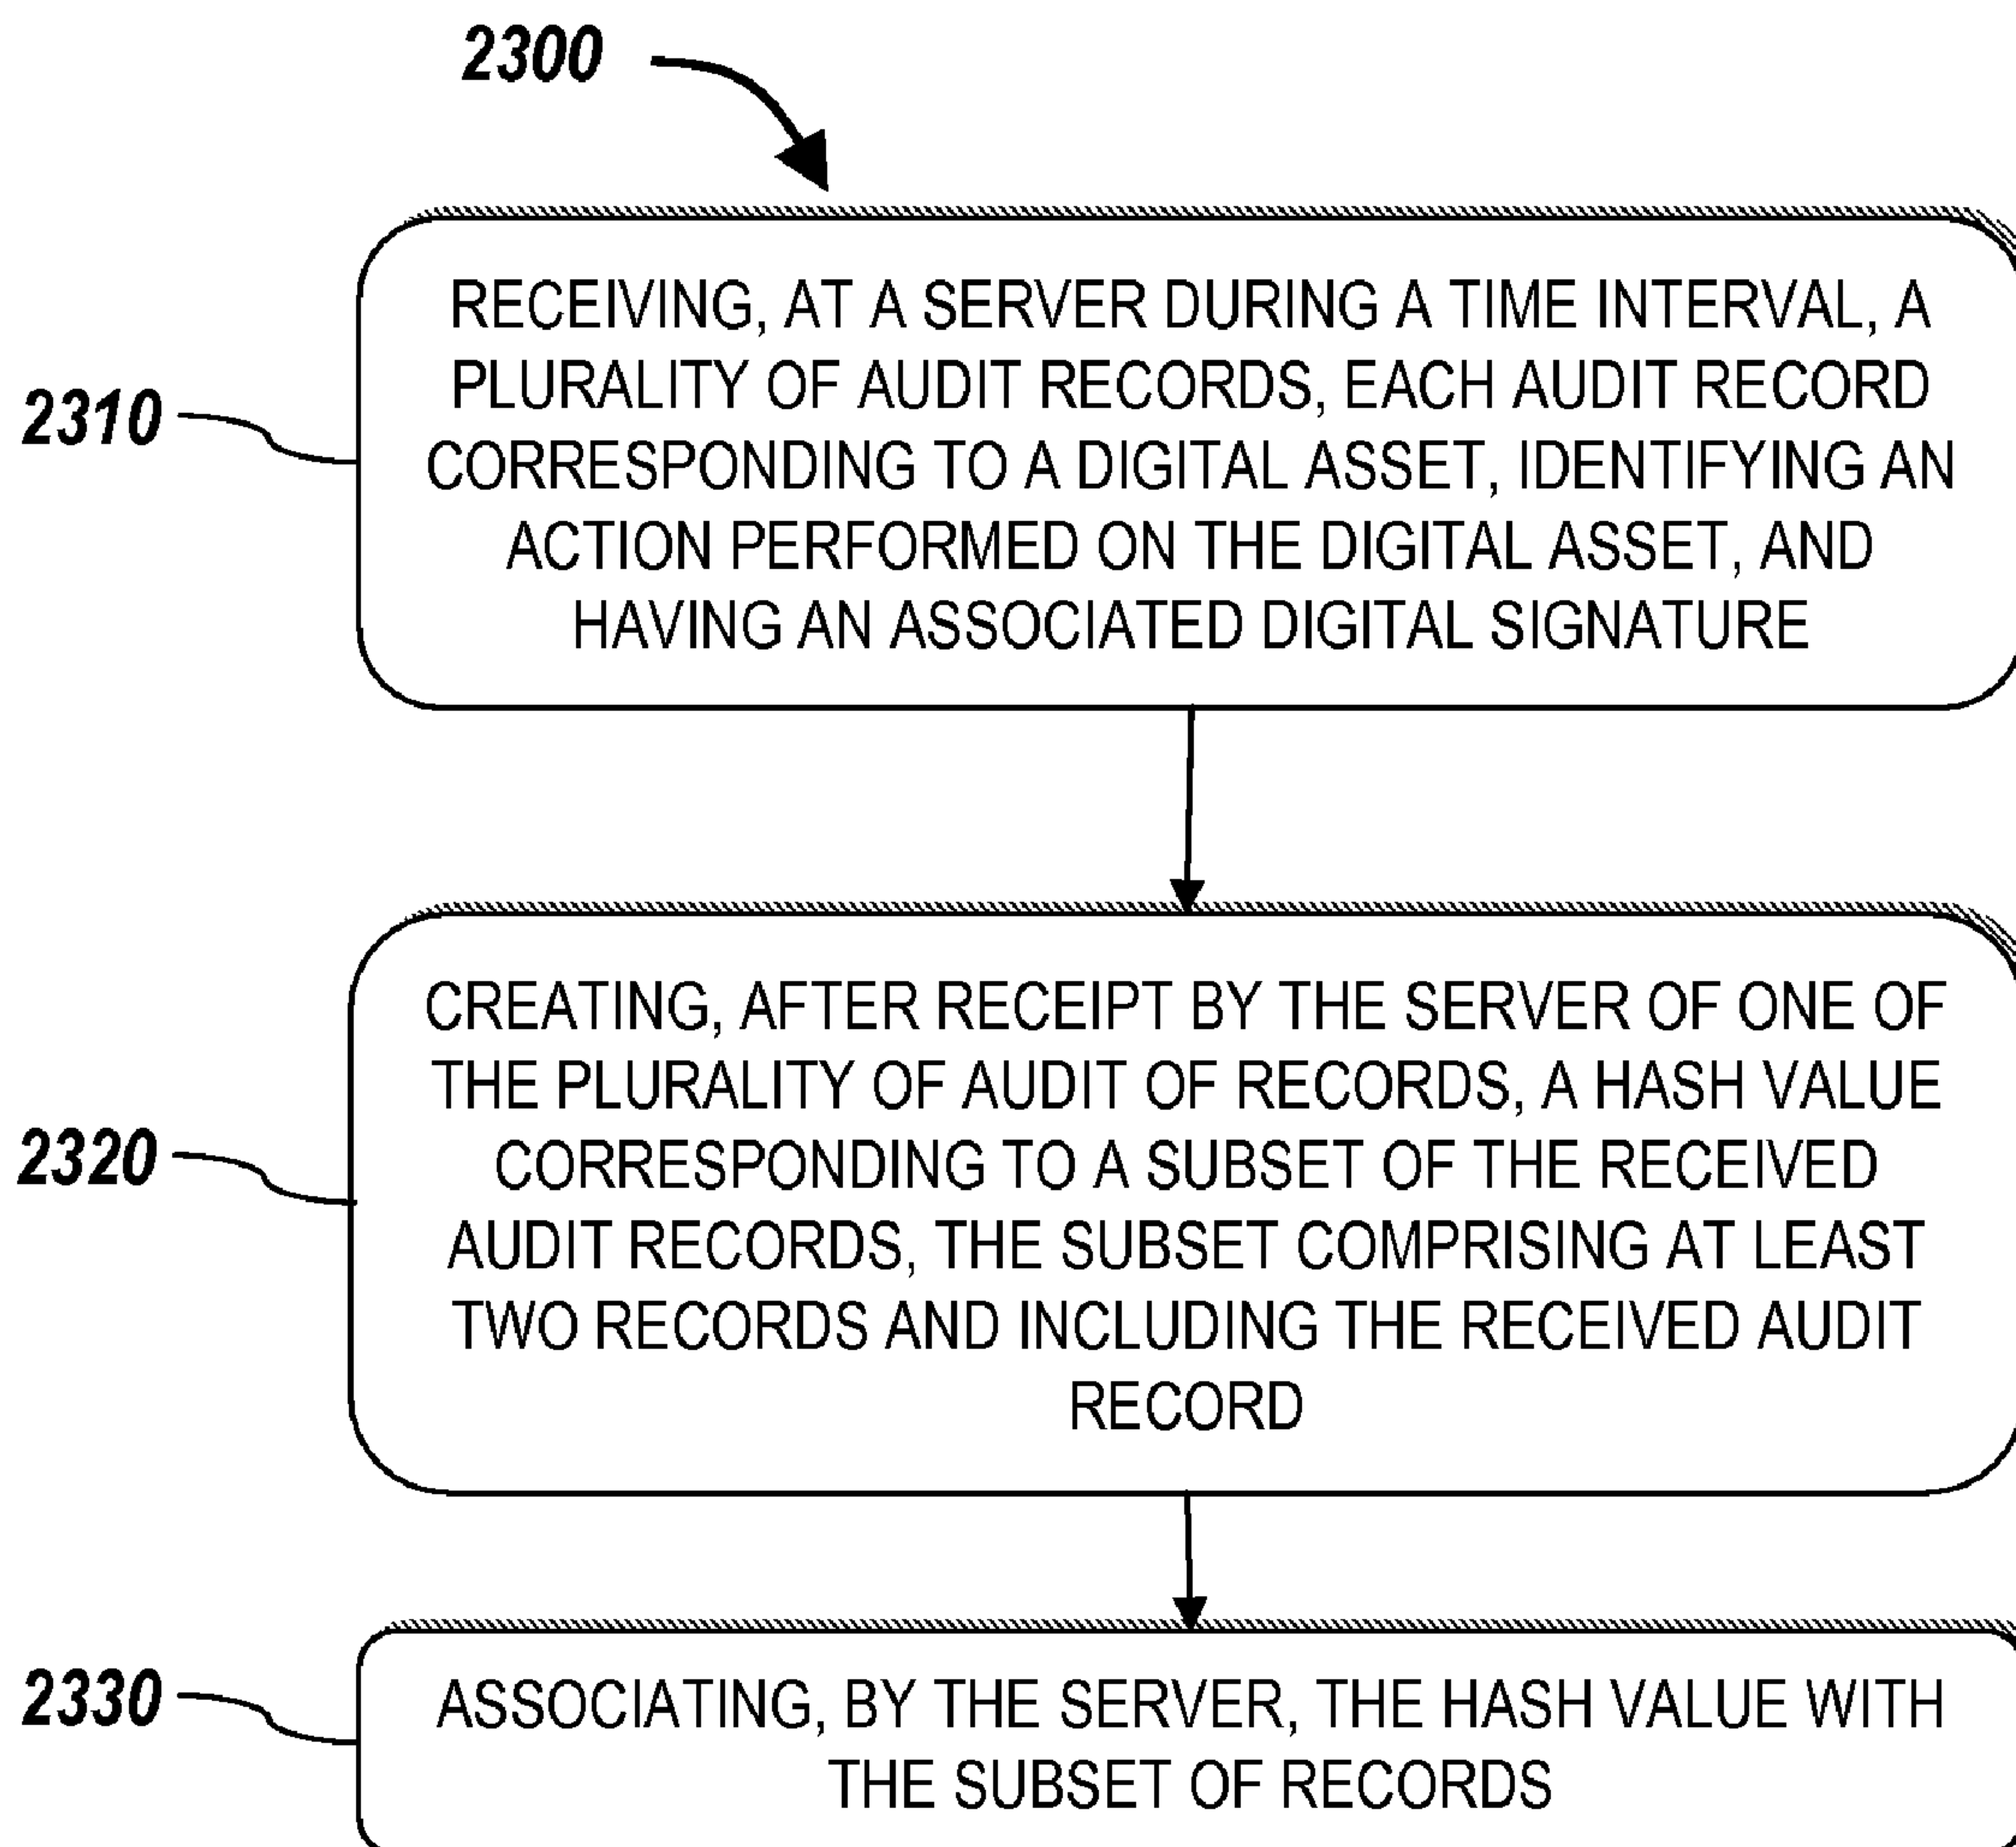 2300
RECEIVING, AT A SERVER DURING A TIME INTERVAL, A
PLURALITY OF AUDIT RECORDS, EACH AUDIT RECORD
2310
CORRESPONDING TO A DIGITAL ASSET, IDENTIFYING AN
ACTION PERFORMED ON THE DIGITAL ASSET, AND
HAVING AN ASSOCIATED DIGITAL SIGNATURE
CREATING, AFTER RECEIPT BY THE SERVER OF ONE OF
THE PLURALITY OF AUDIT OF RECORDS, A HASH VALUE
2320
CORRESPONDING TO A SUBSET OF THE RECEIVED
AUDIT RECORDS, THE SUBSET COMPRISING AT LEAST
TWO RECORDS AND INCLUDING THE RECEIVED AUDIT
RECORD
2330
ASSOCIATING, BY THE SERVER, THE HASH VALUE WITH
THE SUBSET OF RECORDS